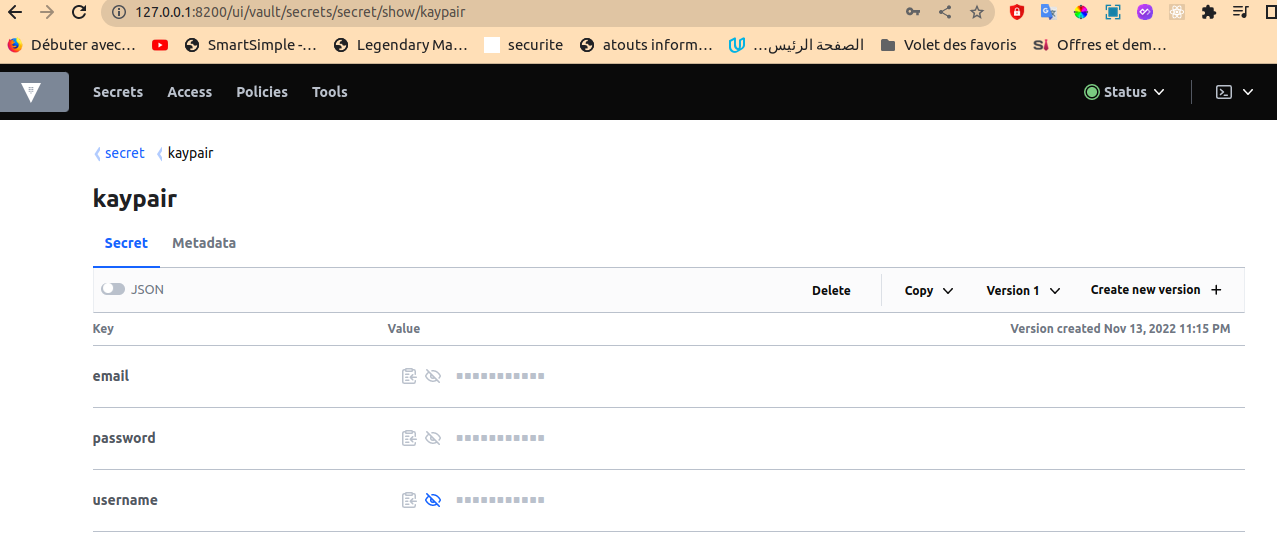 127.0.0.1:8200/ui/vault/secrets/secret/show/kaypair
Débuter avec… SmartSimple -… Legendary Ma… securite atouts inform… الصفحة الرئيس… Volet des favoris Offres et dem…
Secrets Access Policies Tools Status
secret kaypair
kaypair
Secret Metadata
JSON Delete Copy Version 1 Create new version +
Key Value Version created Nov 13, 2022 11:15 PM
email
password
username